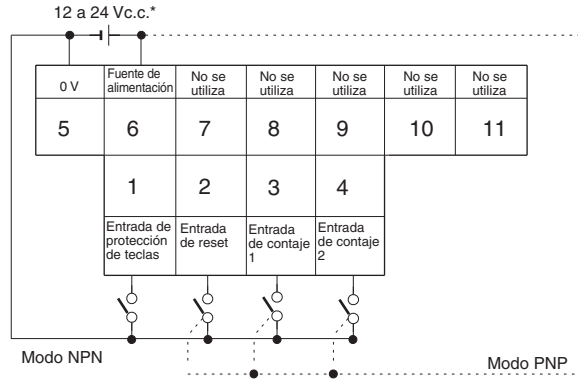 12 a 24 Vc.c.*
0 V
Fuente de
alimentación
No se
utiliza
No se
utiliza
No se
utiliza
No se
utiliza
No se
utiliza
5
6
7
8
9
10
11
1
2
3
4
Entrada de
protección
de teclas
Entrada
de reset
Entrada
de contaje
1
Entrada
de contaje
2
Modo NPN
Modo PNP